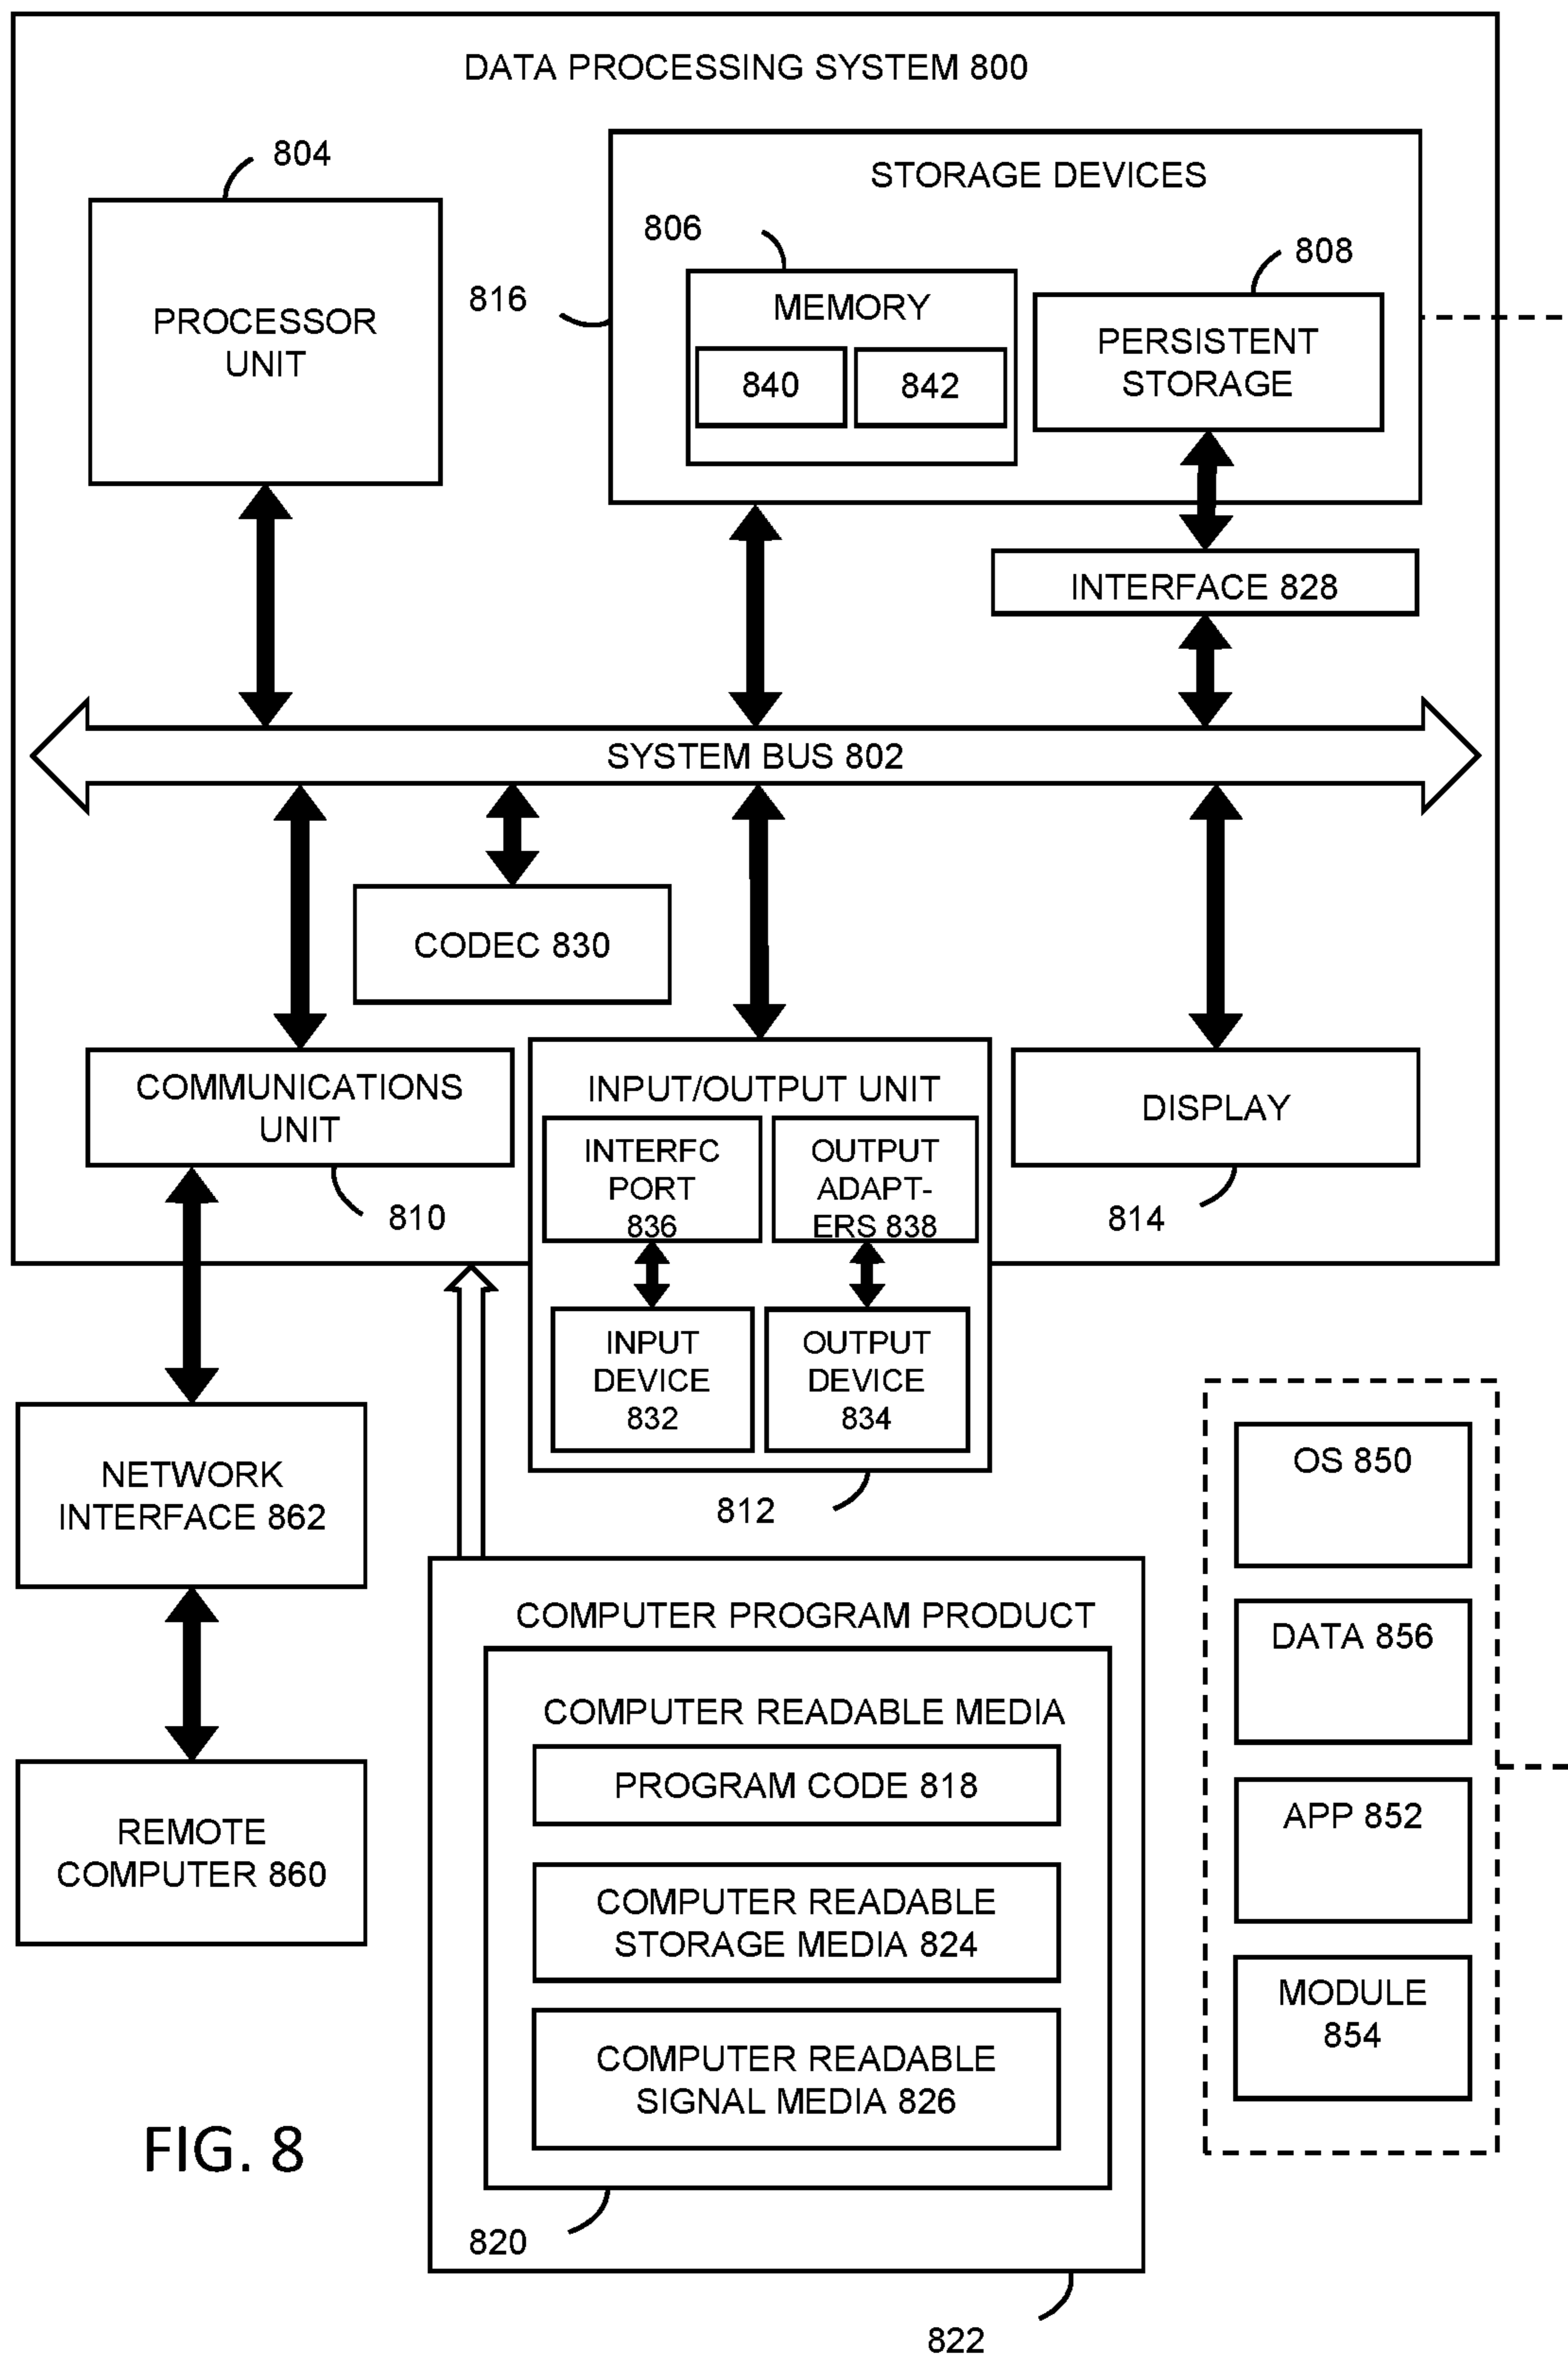 DATA PROCESSING SYSTEM 800
804
STORAGE DEVICES
806
808
816
MEMORY
PROCESSOR
UNIT
PERSISTENT
STORAGE
840
842
INTERFACE 828
SYSTEM BUS 802
CODEC 830
COMMUNICATIONS
UNIT
INPUT/OUTPUT UNIT
DISPLAY
INTERFC
PORT
836
OUTPUT
ADAPT-
ERS 838
810
814
INPUT
DEVICE
832
OUTPUT
DEVICE
834
812
NETWORK
INTERFACE 862
OS 850
COMPUTER PROGRAM PRODUCT
DATA 856
COMPUTER READABLE MEDIA
PROGRAM CODE 818
APP 852
REMOTE
COMPUTER 860
COMPUTER READABLE
STORAGE MEDIA 824
MODULE
854
COMPUTER READABLE
SIGNAL MEDIA 826
FIG. 8
820
822